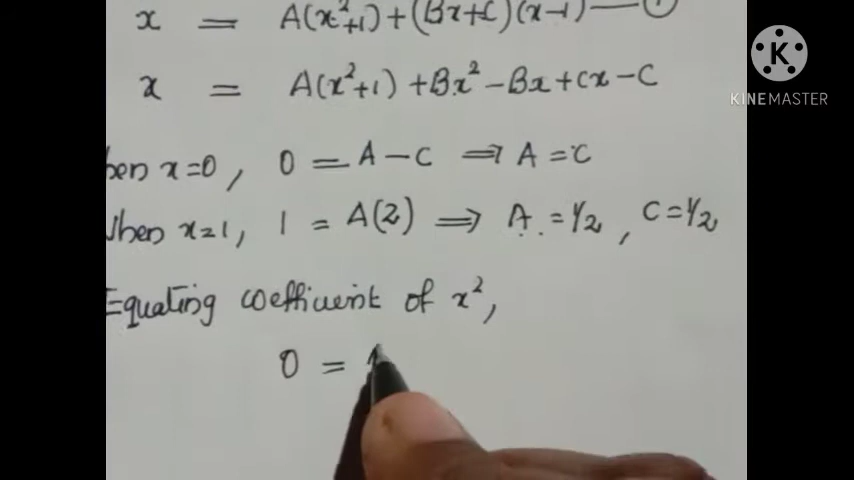 x = A(x²+1)+(Bx+C)(x-1) — ①
x = A(x²+1) + Bx² - Bx + Cx - C
hen x=0, 0 = A - C ⇒ A = C
When x=1, 1 = A(2) ⇒ A = 1/2, C = 1/2
Equating coefficient of x²,
0 =
KINEMASTER